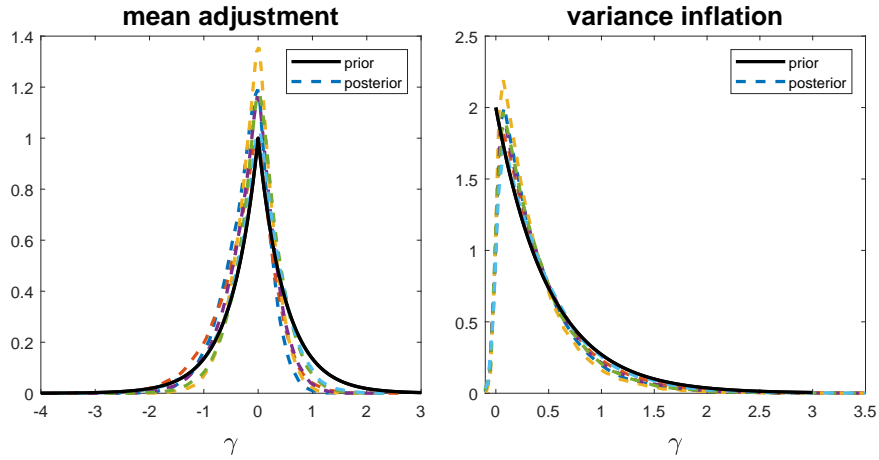 mean adjustment
1.4
1.2
1
0.8
0.6
0.4
0.2
0
-4 -3 -2 -1 0 1 2 3
γ
prior
posterior
variance inflation
2.5
2
1.5
1
0.5
0
0 0.5 1 1.5 2 2.5 3 3.5
γ
prior
posterior